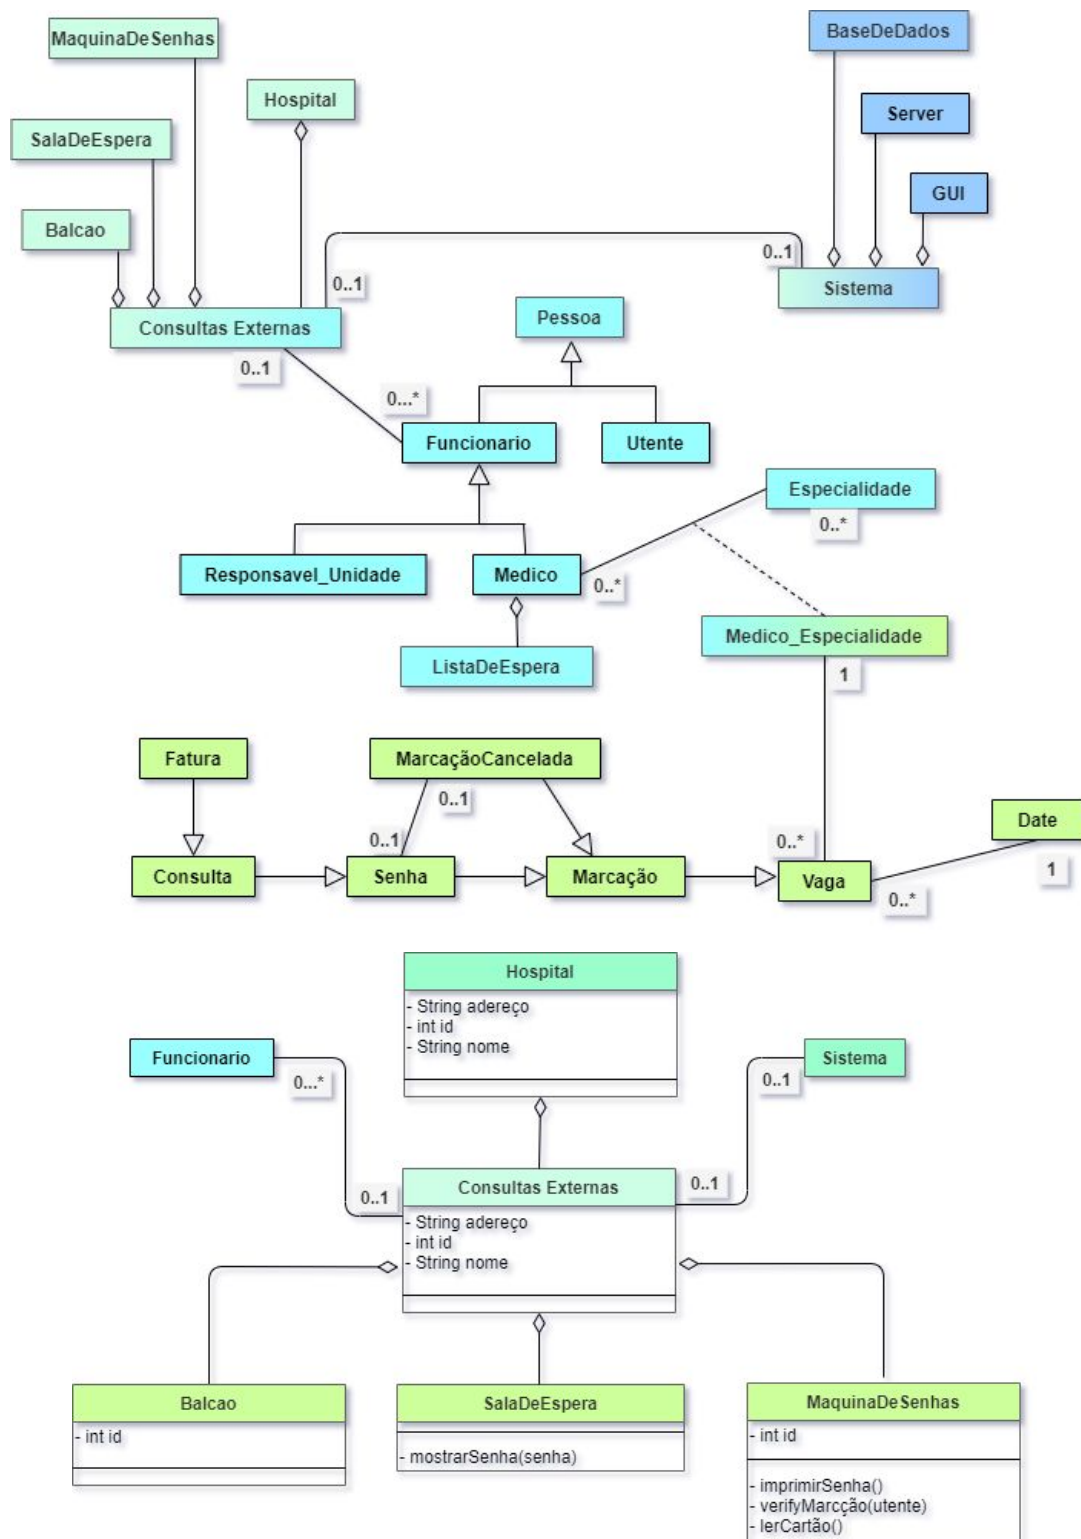 MaquinaDeSenhas
BaseDeDados
Hospital
Server
SalaDeEspera
GUI
Balcao
0..1
0..1
Sistema
Consultas Externas
Pessoa
0..1
0...*
Funcionario
Utente
Especialidade
0..*
Responsavel_Unidade
Medico
0..*
Medico_Especialidade
ListaDeEspera
1
Fatura
MarcaçãoCancelada
0..1
Date
0..1
0..*
1
Consulta
Senha
Marcação
Vaga
0..*
Hospital
- String adereço
- int id
- String nome
Funcionario
0...*
Sistema
0..1
Consultas Externas
0..1
0..1
- String adereço
- int id
- String nome
Balcao
- int id
SalaDeEspera
- mostrarSenha(senha)
MaquinaDeSenhas
- int id
- imprimirSenha()
- verifyMarcção(utente)
- lerCartão()